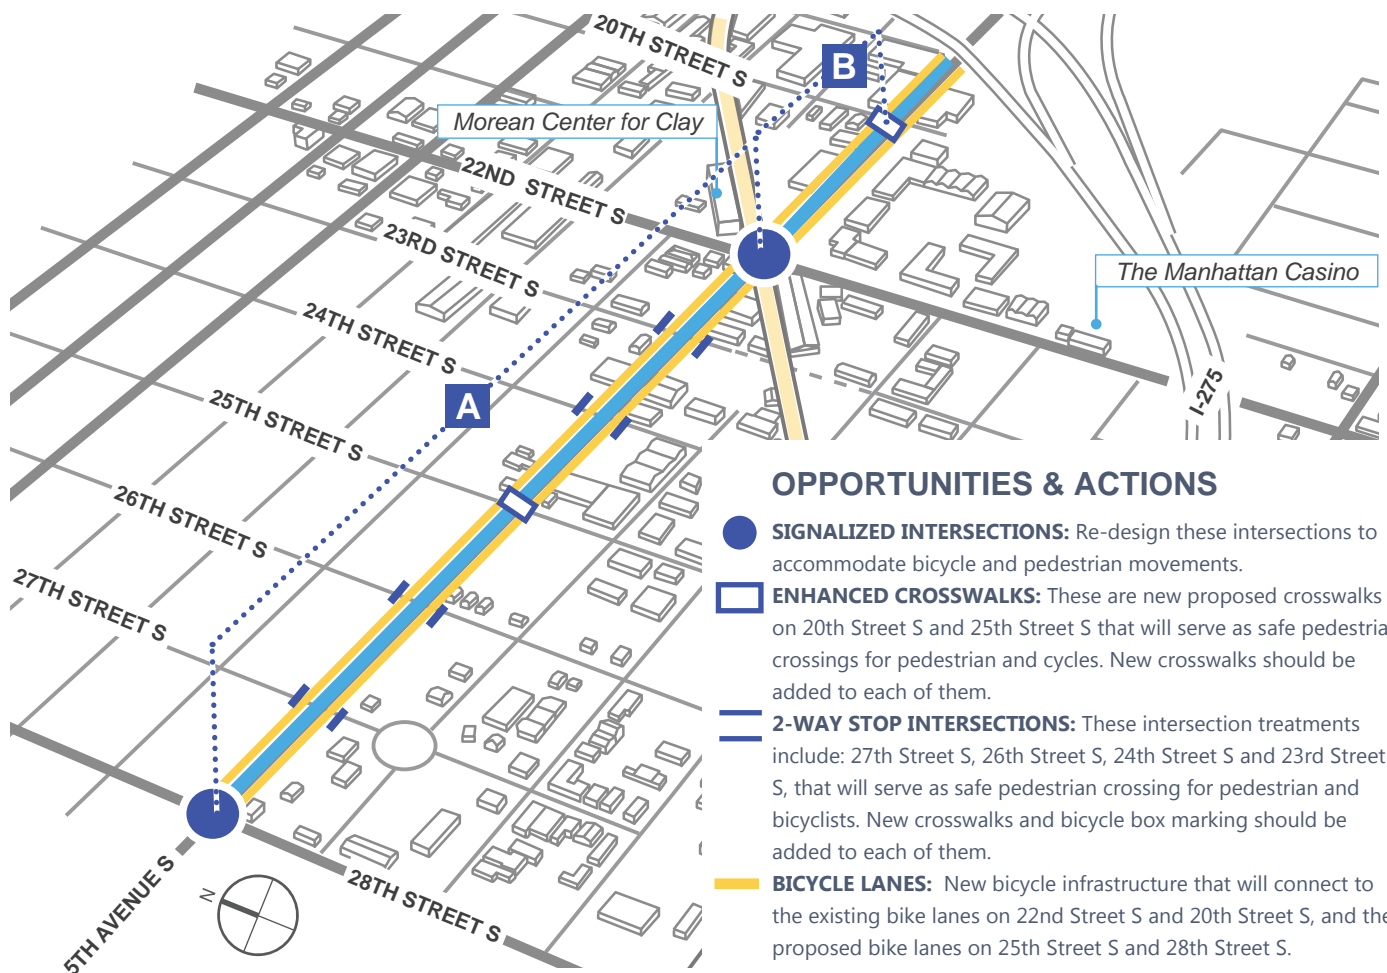 20TH STREET S
B
Morean Center for Clay
22ND STREET S
23RD STREET S
The Manhattan Casino
24TH STREET S
I-275
A
25TH STREET S
26TH STREET S
27TH STREET S
28TH STREET S
5TH AVENUE S
N
OPPORTUNITIES & ACTIONS
SIGNALIZED INTERSECTIONS: Re-design these intersections to
accommodate bicycle and pedestrian movements.
ENHANCED CROSSWALKS: These are new proposed crosswalks
on 20th Street S and 25th Street S that will serve as safe pedestria
crossings for pedestrian and cycles. New crosswalks should be
added to each of them.
2-WAY STOP INTERSECTIONS: These intersection treatments
include: 27th Street S, 26th Street S, 24th Street S and 23rd Street
S, that will serve as safe pedestrian crossing for pedestrian and
bicyclists. New crosswalks and bicycle box marking should be
added to each of them.
BICYCLE LANES: New bicycle infrastructure that will connect to
the existing bike lanes on 22nd Street S and 20th Street S, and the
proposed bike lanes on 25th Street S and 28th Street S.